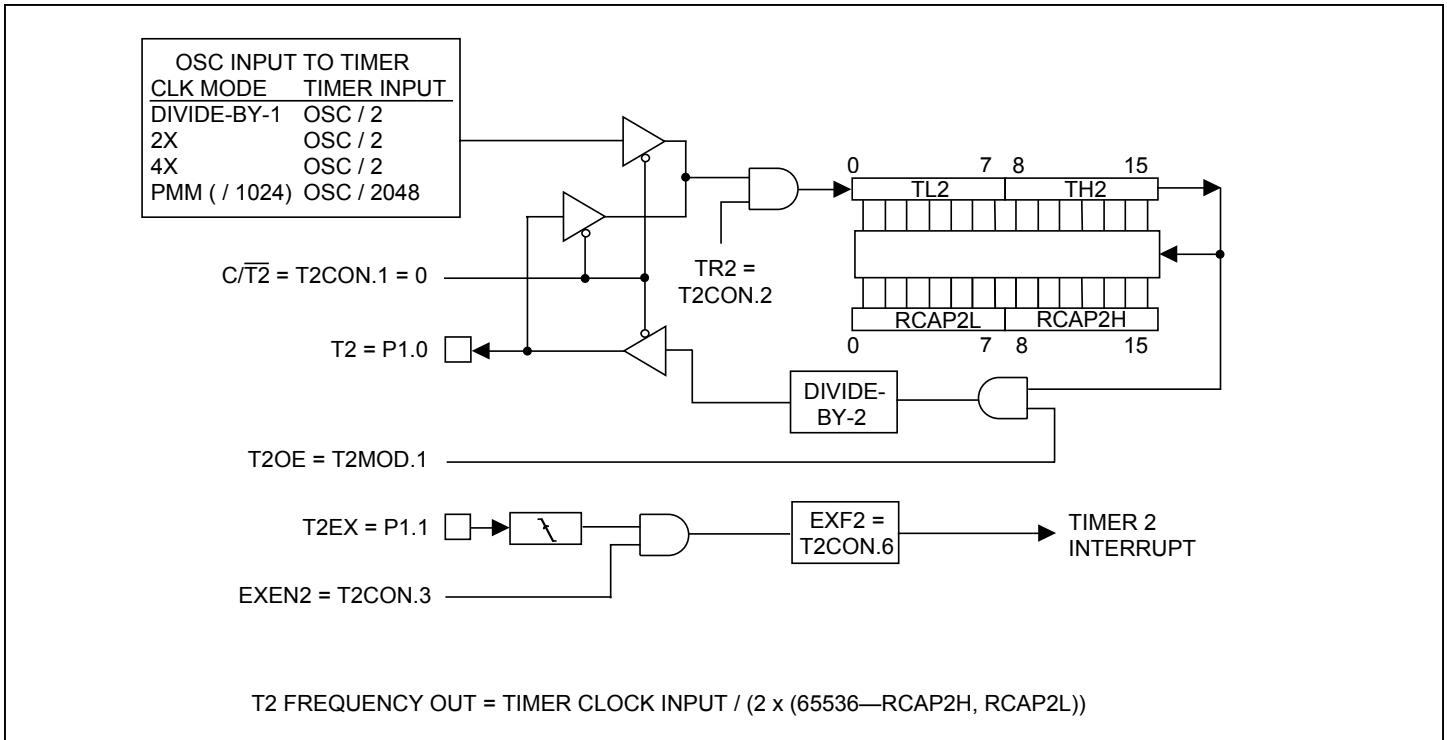 OSC INPUT TO TIMER
CLK MODE TIMER INPUT
DIVIDE-BY-1 OSC / 2
2X OSC / 2
4X OSC / 2
PMM ( / 1024) OSC / 2048
0 7 8 15
TL2 TH2
C/T̅2̅ = T2CON.1 = 0
TR2 =
T2CON.2
RCAP2L RCAP2H
0 7 8 15
T2 = P1.0
DIVIDE-
BY-2
T2OE = T2MOD.1
T2EX = P1.1
EXF2 =
T2CON.6
TIMER 2
INTERRUPT
EXEN2 = T2CON.3
T2 FREQUENCY OUT = TIMER CLOCK INPUT / (2 x (65536—RCAP2H, RCAP2L))